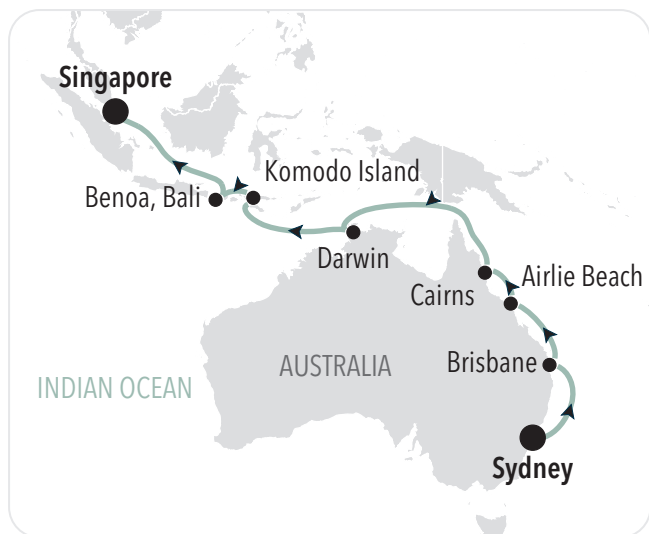 Singapore
Komodo Island
Benoa, Bali
Darwin
Airlie Beach
Cairns
Brisbane
AUSTRALIA
INDIAN OCEAN
Sydney